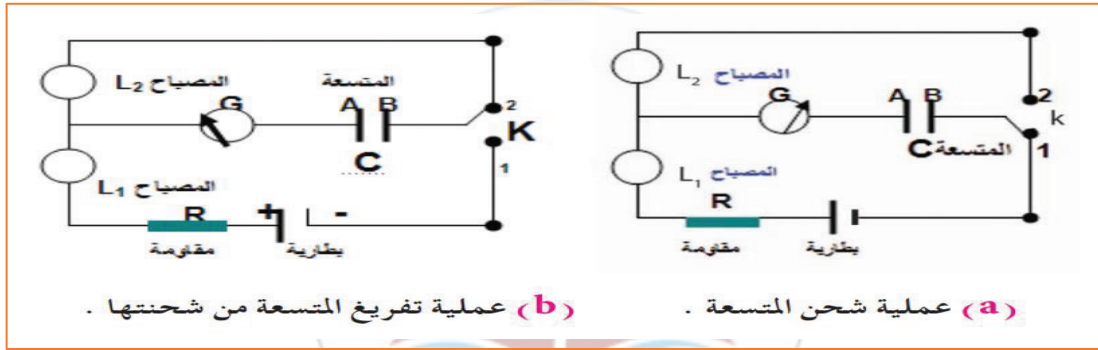 L2 المصباح
المتسعة
G
A B
2
K
1
C
L1 المصباح
R
+ -
مقاومة
بطارية
(b) عملية تفريغ المتسعة من شحنتها .
L2 المصباح
G
A B
2
k
1
C المتسعة
L1 المصباح
R
مقاومة
بطارية
(a) عملية شحن المتسعة .